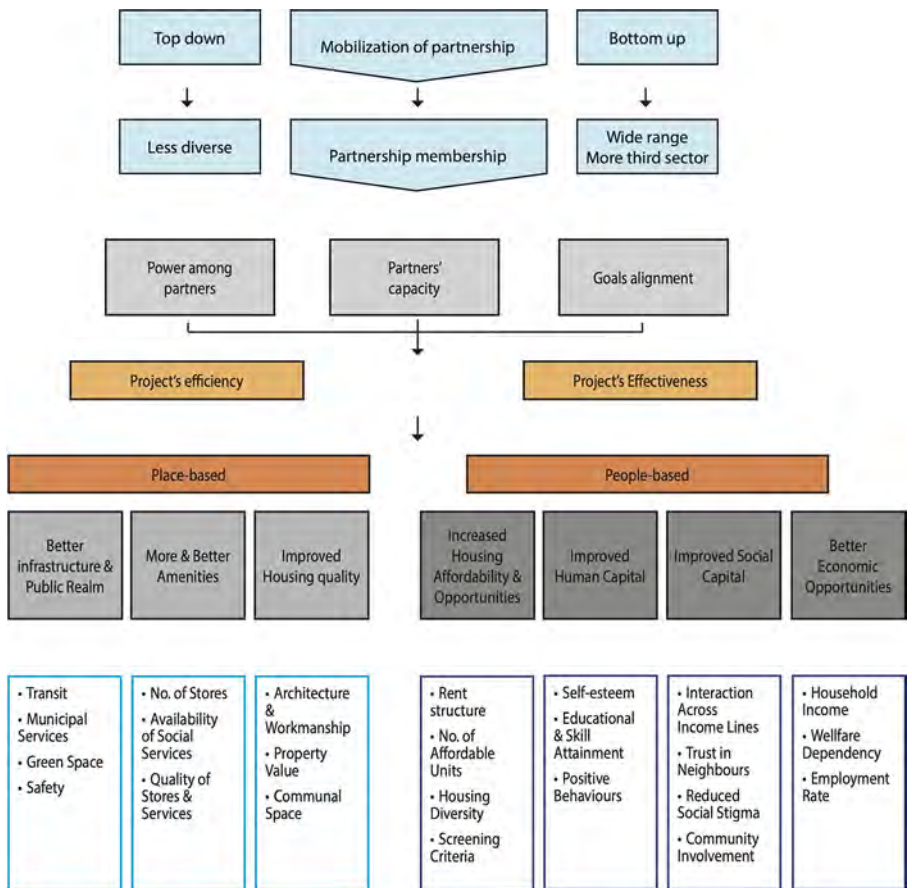 Top down
Mobilization of partnership
Bottom up
Less diverse
Partnership membership
Wide range
More third sector
Power among
partners
Partners'
capacity
Goals alignment
Project's efficiency
Project's Effectiveness
Place-based
People-based
Better
infrastructure &
Public Realm
More & Better
Amenities
Improved
Housing quality
Increased
Housing
Affordability &
Opportunities
Improved
Human Capital
Improved Social
Capital
Better
Economic
Opportunities
• Transit
• Municipal
Services
• Green Space
• Safety
• No. of Stores
• Availability
of Social
Services
• Quality of
Stores &
Services
• Architecture
&
Workmanship
• Property
Value
• Communal
Space
• Rent
structure
• No. of
Affordable
Units
• Housing
Diversity
• Screening
Criteria
• Self-esteem
• Educational
& Skill
Attainment
• Positive
Behaviours
• Interaction
Across
Income Lines
• Trust in
Neighbours
• Reduced
Social Stigma
• Community
Involvement
• Household
Income
• Wellfare
Dependency
• Employment
Rate